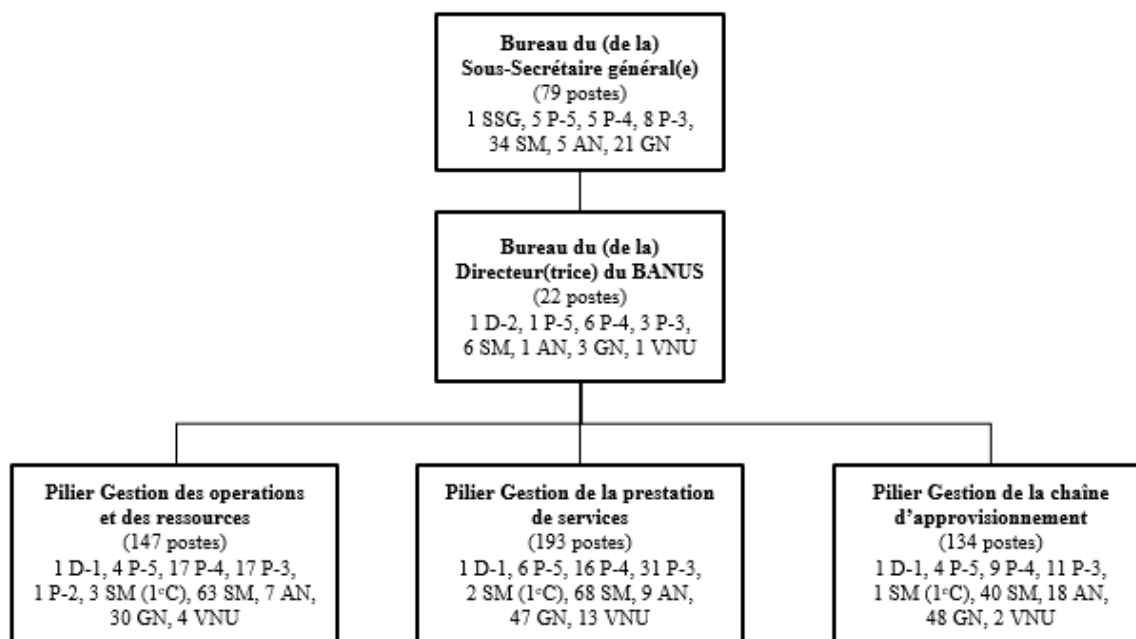 Bureau du (de la)
Sous-Secrétaire général(e)
(79 postes)
1 SSG, 5 P-5, 5 P-4, 8 P-3,
34 SM, 5 AN, 21 GN
Bureau du (de la)
Directeur(trice) du BANUS
(22 postes)
1 D-2, 1 P-5, 6 P-4, 3 P-3,
6 SM, 1 AN, 3 GN, 1 VNU
Pilier Gestion des operations
et des ressources
(147 postes)
1 D-1, 4 P-5, 17 P-4, 17 P-3,
1 P-2, 3 SM (1ᵉC), 63 SM, 7 AN,
30 GN, 4 VNU
Pilier Gestion de la prestation
de services
(193 postes)
1 D-1, 6 P-5, 16 P-4, 31 P-3,
2 SM (1ᵉC), 68 SM, 9 AN,
47 GN, 13 VNU
Pilier Gestion de la chaîne
d'approvisionnement
(134 postes)
1 D-1, 4 P-5, 9 P-4, 11 P-3,
1 SM (1ᵉC), 40 SM, 18 AN,
48 GN, 2 VNU